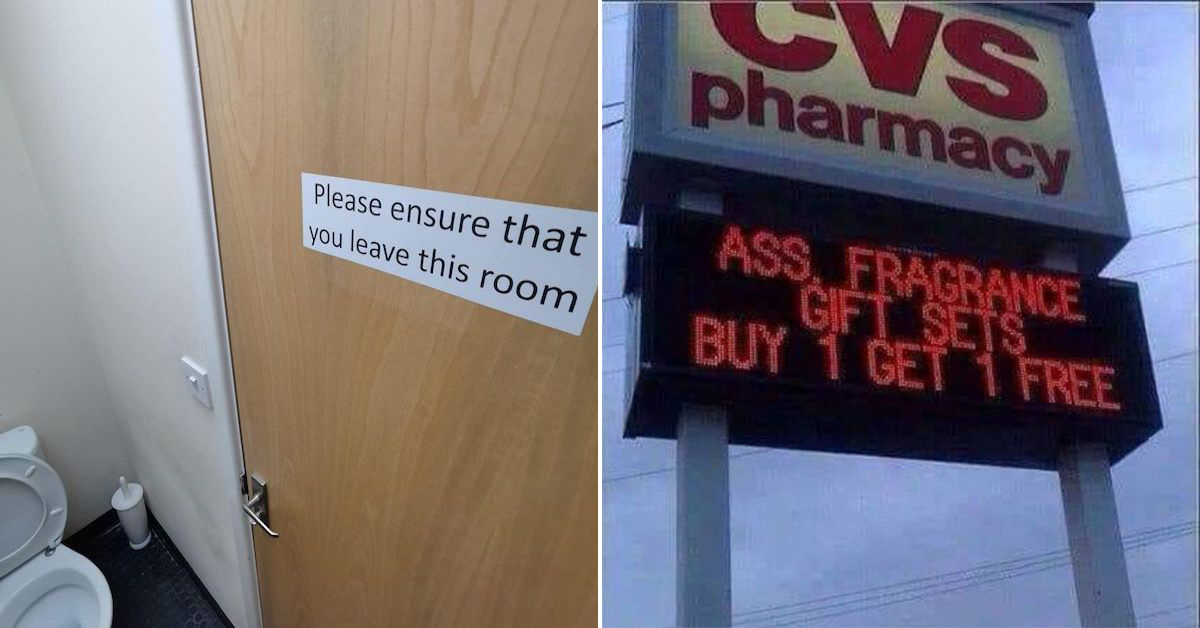 Please ensure that
you leave this room
CVS
pharmacy
ASS. FRAGRANCE
GIFT SETS
BUY 1 GET 1 FREE